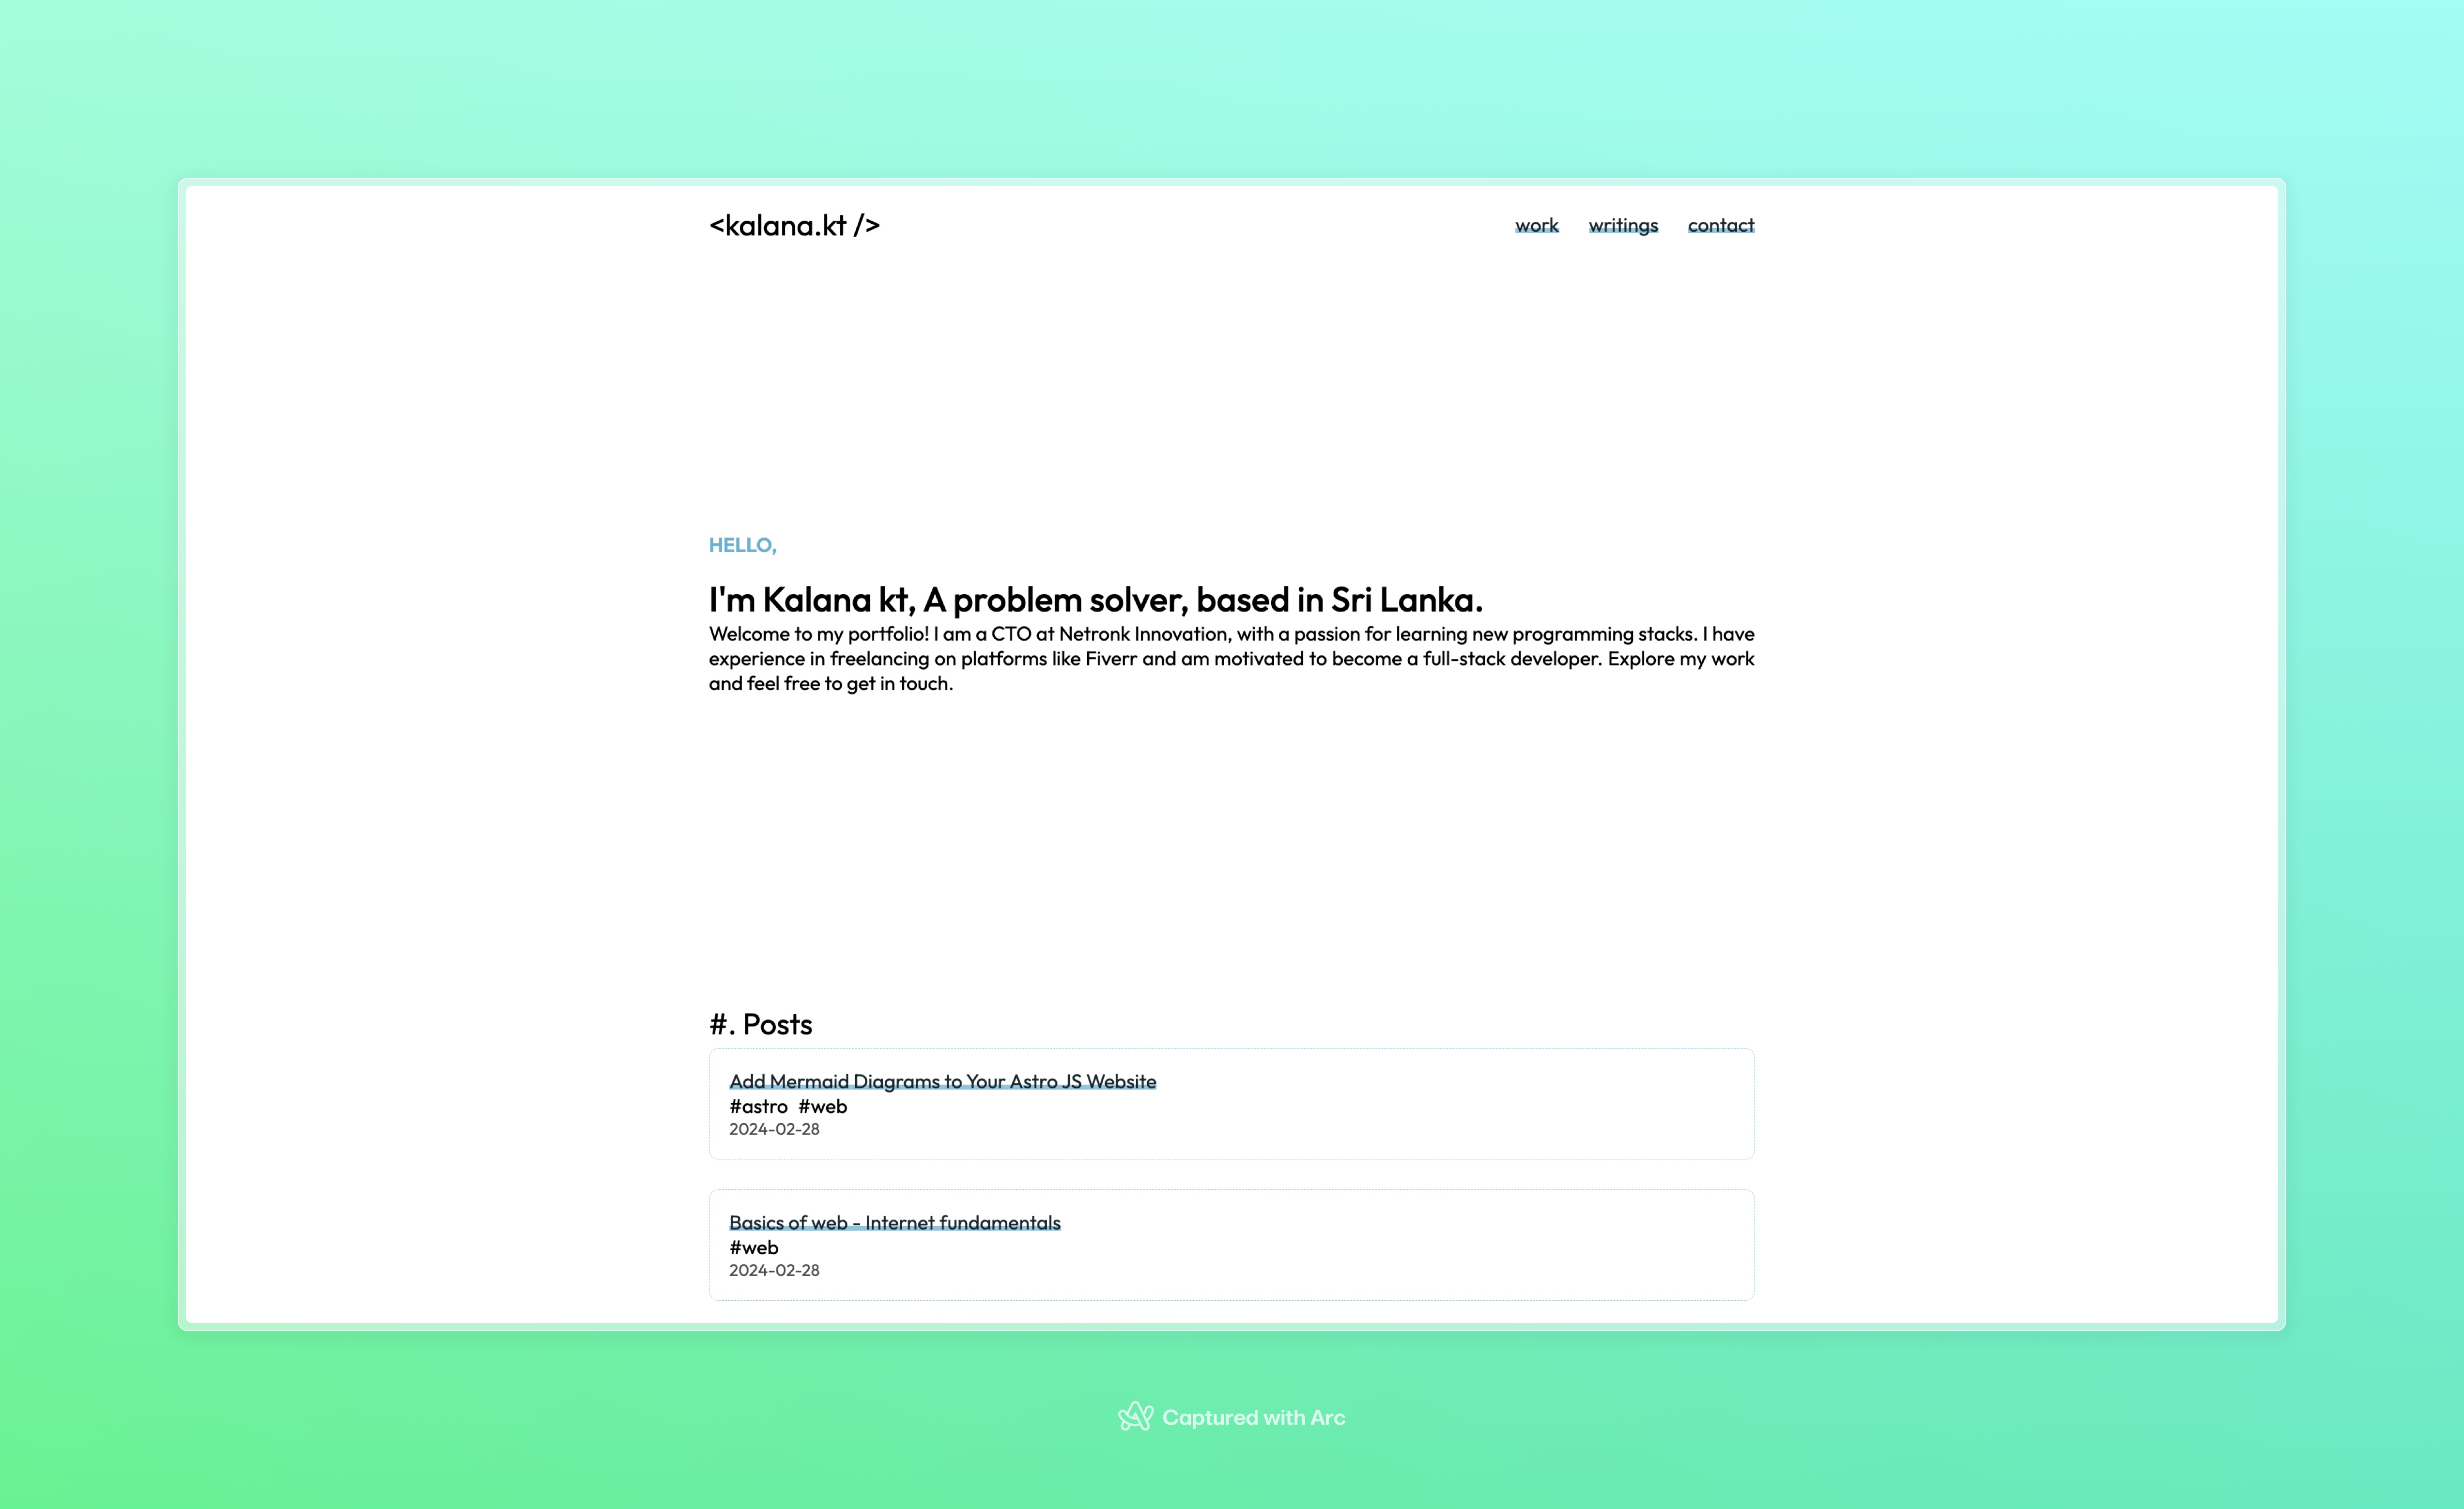 <kalana.kt />
work writings contact
HELLO,
I'm Kalana kt, A problem solver, based in Sri Lanka.
Welcome to my portfolio! I am a CTO at Netronk Innovation, with a passion for learning new programming stacks. I have
experience in freelancing on platforms like Fiverr and am motivated to become a full-stack developer. Explore my work
and feel free to get in touch.
#. Posts
Add Mermaid Diagrams to Your Astro JS Website
#astro #web
2024-02-28
Basics of web - Internet fundamentals
#web
2024-02-28
Captured with Arc